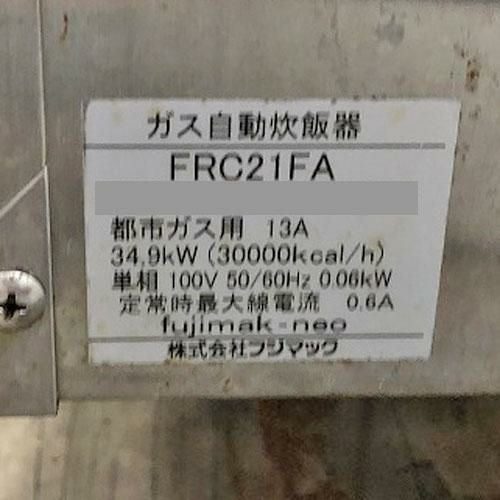 ガス自動炊飯器
FRC21FA
都市ガス用 13A
34,9kW (30000kcal/h)
単相 100V 50/60Hz 0.06kW
定常時最大線電流 0.6A
fujimak-neo
株式会社フジマック